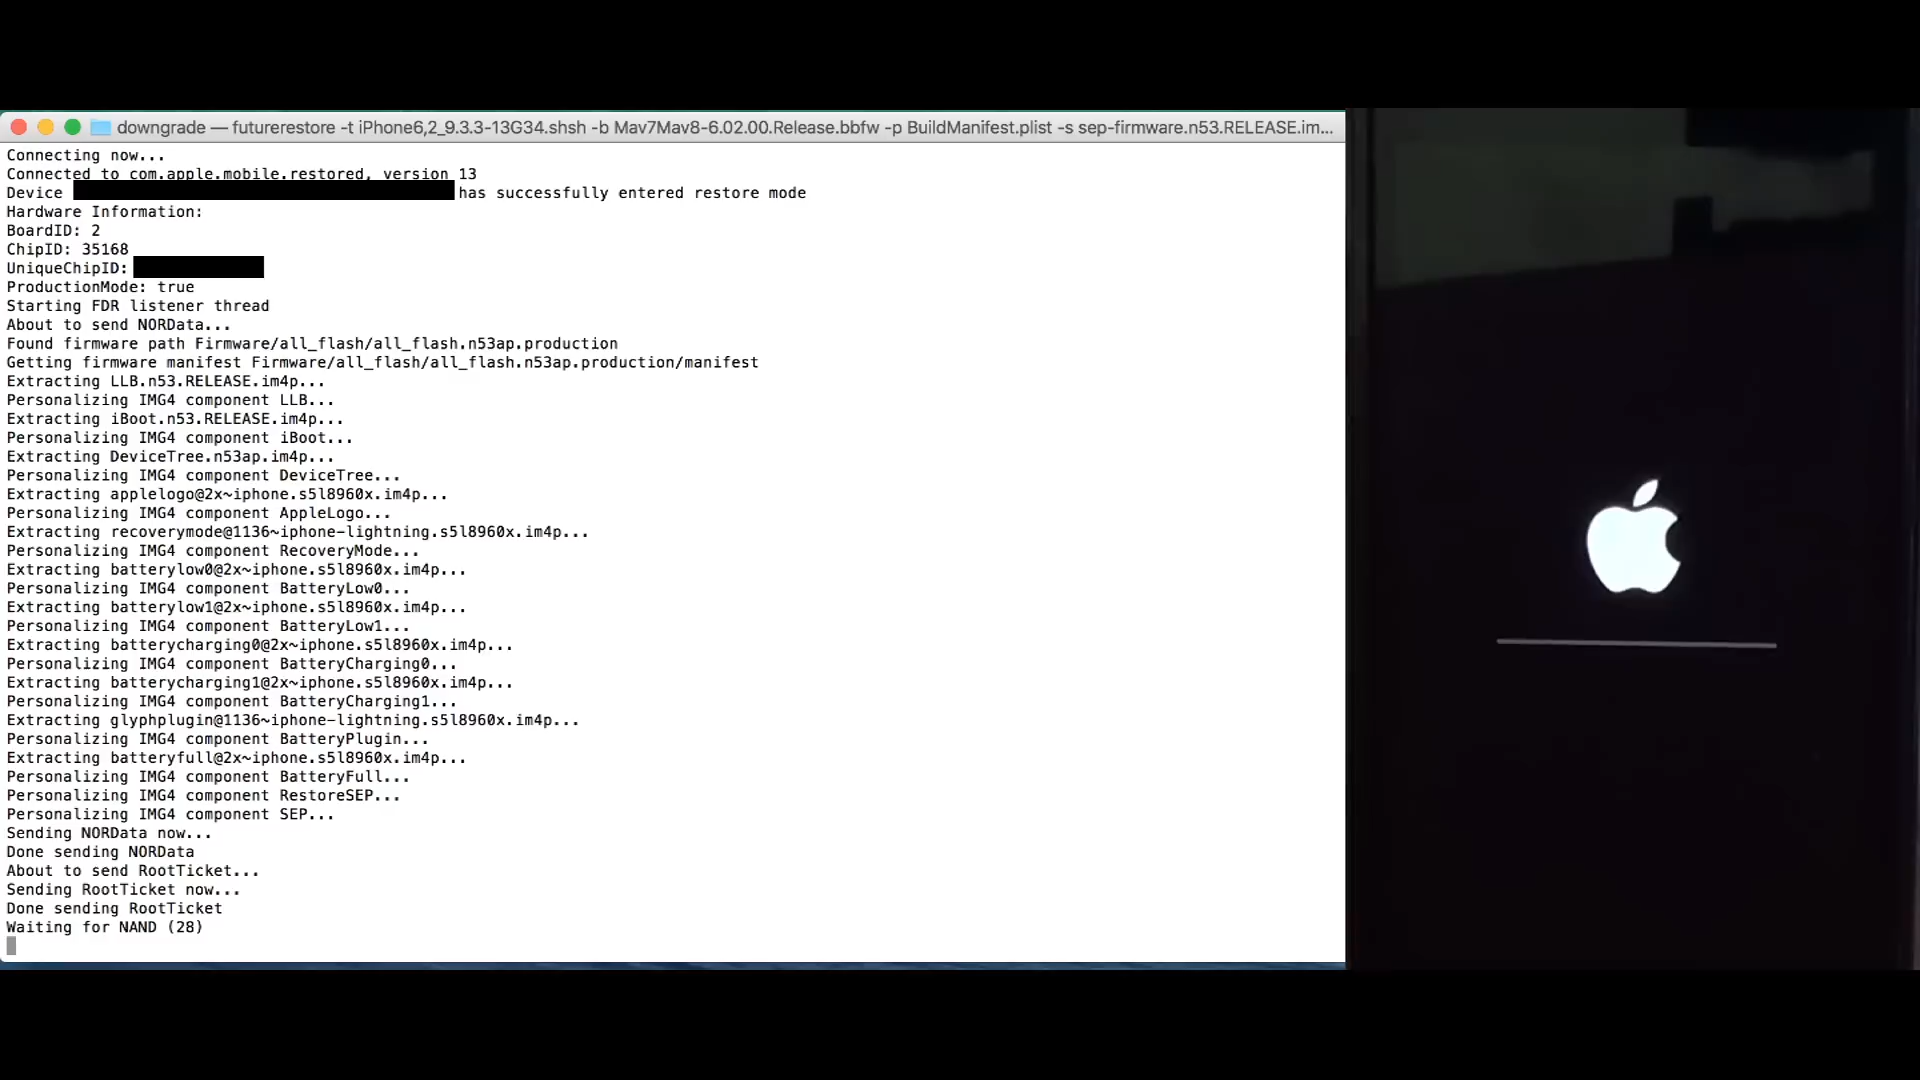 downgrade — futurerestore -t iPhone6,2_9.3.3-13G34.shsh -b Mav7Mav8-6.02.00.Release.bbfw -p BuildManifest.plist -s sep-firmware.n53.RELEASE.im...
Connecting now...
Connected to com.apple.mobile.restored, version 13
Device has successfully entered restore mode
Hardware Information:
BoardID: 2
ChipID: 35168
UniqueChipID:
ProductionMode: true
Starting FDR listener thread
About to send NORData...
Found firmware path Firmware/all_flash/all_flash.n53ap.production
Getting firmware manifest Firmware/all_flash/all_flash.n53ap.production/manifest
Extracting LLB.n53.RELEASE.im4p...
Personalizing IMG4 component LLB...
Extracting iBoot.n53.RELEASE.im4p...
Personalizing IMG4 component iBoot...
Extracting DeviceTree.n53ap.im4p...
Personalizing IMG4 component DeviceTree...
Extracting applelogo@2x~iphone.s5l8960x.im4p...
Personalizing IMG4 component AppleLogo...
Extracting recoverymode@1136~iphone-lightning.s5l8960x.im4p...
Personalizing IMG4 component RecoveryMode...
Extracting batterylow0@2x~iphone.s5l8960x.im4p...
Personalizing IMG4 component BatteryLow0...
Extracting batterylow1@2x~iphone.s5l8960x.im4p...
Personalizing IMG4 component BatteryLow1...
Extracting batterycharging0@2x~iphone.s5l8960x.im4p...
Personalizing IMG4 component BatteryCharging0...
Extracting batterycharging1@2x~iphone.s5l8960x.im4p...
Personalizing IMG4 component BatteryCharging1...
Extracting glyphplugin@1136~iphone-lightning.s5l8960x.im4p...
Personalizing IMG4 component BatteryPlugin...
Extracting batteryfull@2x~iphone.s5l8960x.im4p...
Personalizing IMG4 component BatteryFull...
Personalizing IMG4 component RestoreSEP...
Personalizing IMG4 component SEP...
Sending NORData now...
Done sending NORData
About to send RootTicket...
Sending RootTicket now...
Done sending RootTicket
Waiting for NAND (28)